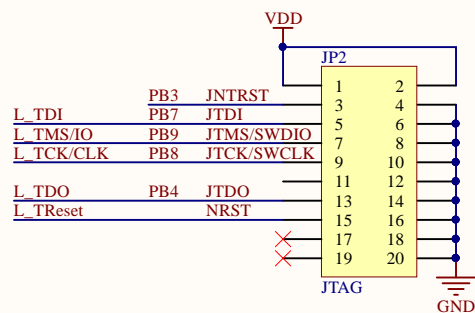 VDD
JP2
1 2
PB3 JNTRST 3 4
L_TDI PB7 JTDI 5 6
L_TMS/IO PB9 JTMS/SWDIO 7 8
L_TCK/CLK PB8 JTCK/SWCLK 9 10
11 12
L_TDO PB4 JTDO 13 14
L_TReset NRST 15 16
17 18
19 20
JTAG
GND